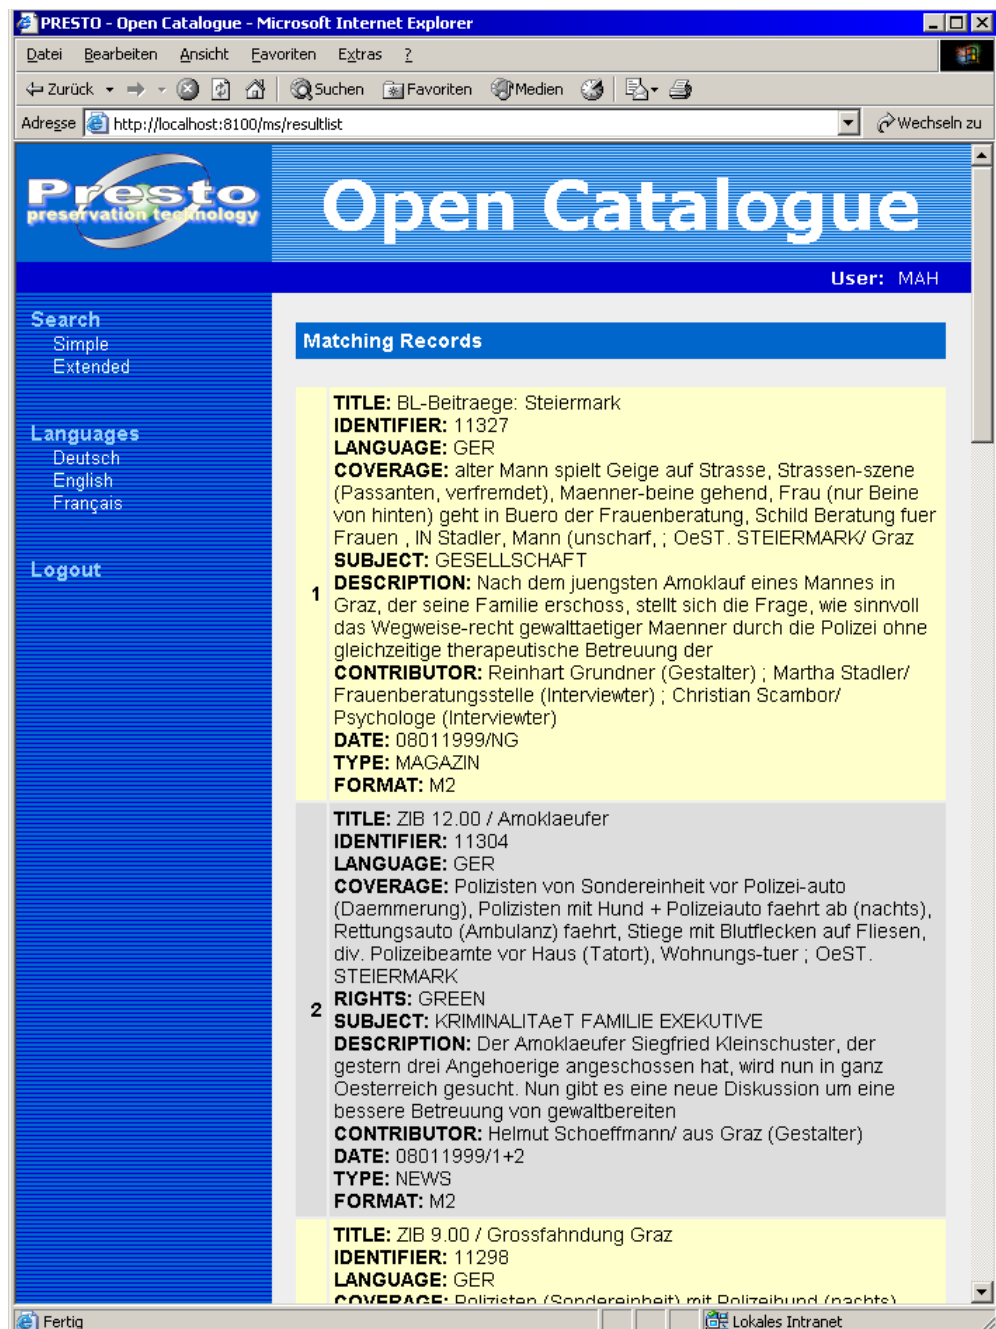 PRESTO - Open Catalogue - Microsoft Internet Explorer
Datei Bearbeiten Ansicht Favoriten Extras ?
Zurück Suchen Favoriten Medien
Adresse http://localhost:8100/ms/resultlist Wechseln zu
Presto
preservation technology
Open Catalogue
User: MAH
Search
Simple
Extended
Languages
Deutsch
English
Français
Logout
Matching Records
1
TITLE: BL-Beitraege: Steiermark
IDENTIFIER: 11327
LANGUAGE: GER
COVERAGE: alter Mann spielt Geige auf Strasse, Strassen-szene
(Passanten, verfremdet), Maenner-beine gehend, Frau (nur Beine
von hinten) geht in Buero der Frauenberatung, Schild Beratung fuer
Frauen , IN Stadler, Mann (unscharf, ; OeST. STEIERMARK/ Graz
SUBJECT: GESELLSCHAFT
DESCRIPTION: Nach dem juengsten Amoklauf eines Mannes in
Graz, der seine Familie erschoss, stellt sich die Frage, wie sinnvoll
das Wegweise-recht gewalttaetiger Maenner durch die Polizei ohne
gleichzeitige therapeutische Betreuung der
CONTRIBUTOR: Reinhart Grundner (Gestalter) ; Martha Stadler/
Frauenberatungsstelle (Interviewter) ; Christian Scambor/
Psychologe (Interviewter)
DATE: 08011999/NG
TYPE: MAGAZIN
FORMAT: M2
2
TITLE: ZIB 12.00 / Amoklaeufer
IDENTIFIER: 11304
LANGUAGE: GER
COVERAGE: Polizisten von Sondereinheit vor Polizei-auto
(Daemmerung), Polizisten mit Hund + Polizeiauto faehrt ab (nachts),
Rettungsauto (Ambulanz) faehrt, Stiege mit Blutflecken auf Fliesen,
div. Polizeibeamte vor Haus (Tatort), Wohnungs-tuer ; OeST.
STEIERMARK
RIGHTS: GREEN
SUBJECT: KRIMINALITAeT FAMILIE EXEKUTIVE
DESCRIPTION: Der Amoklaeufer Siegfried Kleinschuster, der
gestern drei Angehoerige angeschossen hat, wird nun in ganz
Oesterreich gesucht. Nun gibt es eine neue Diskussion um eine
bessere Betreuung von gewaltbereiten
CONTRIBUTOR: Helmut Schoeffmann/ aus Graz (Gestalter)
DATE: 08011999/1+2
TYPE: NEWS
FORMAT: M2
TITLE: ZIB 9.00 / Grossfahndung Graz
IDENTIFIER: 11298
LANGUAGE: GER
COVERAGE: Polizisten (Sondereinheit) mit Polizeihund (nachts)
Fertig Lokales Intranet